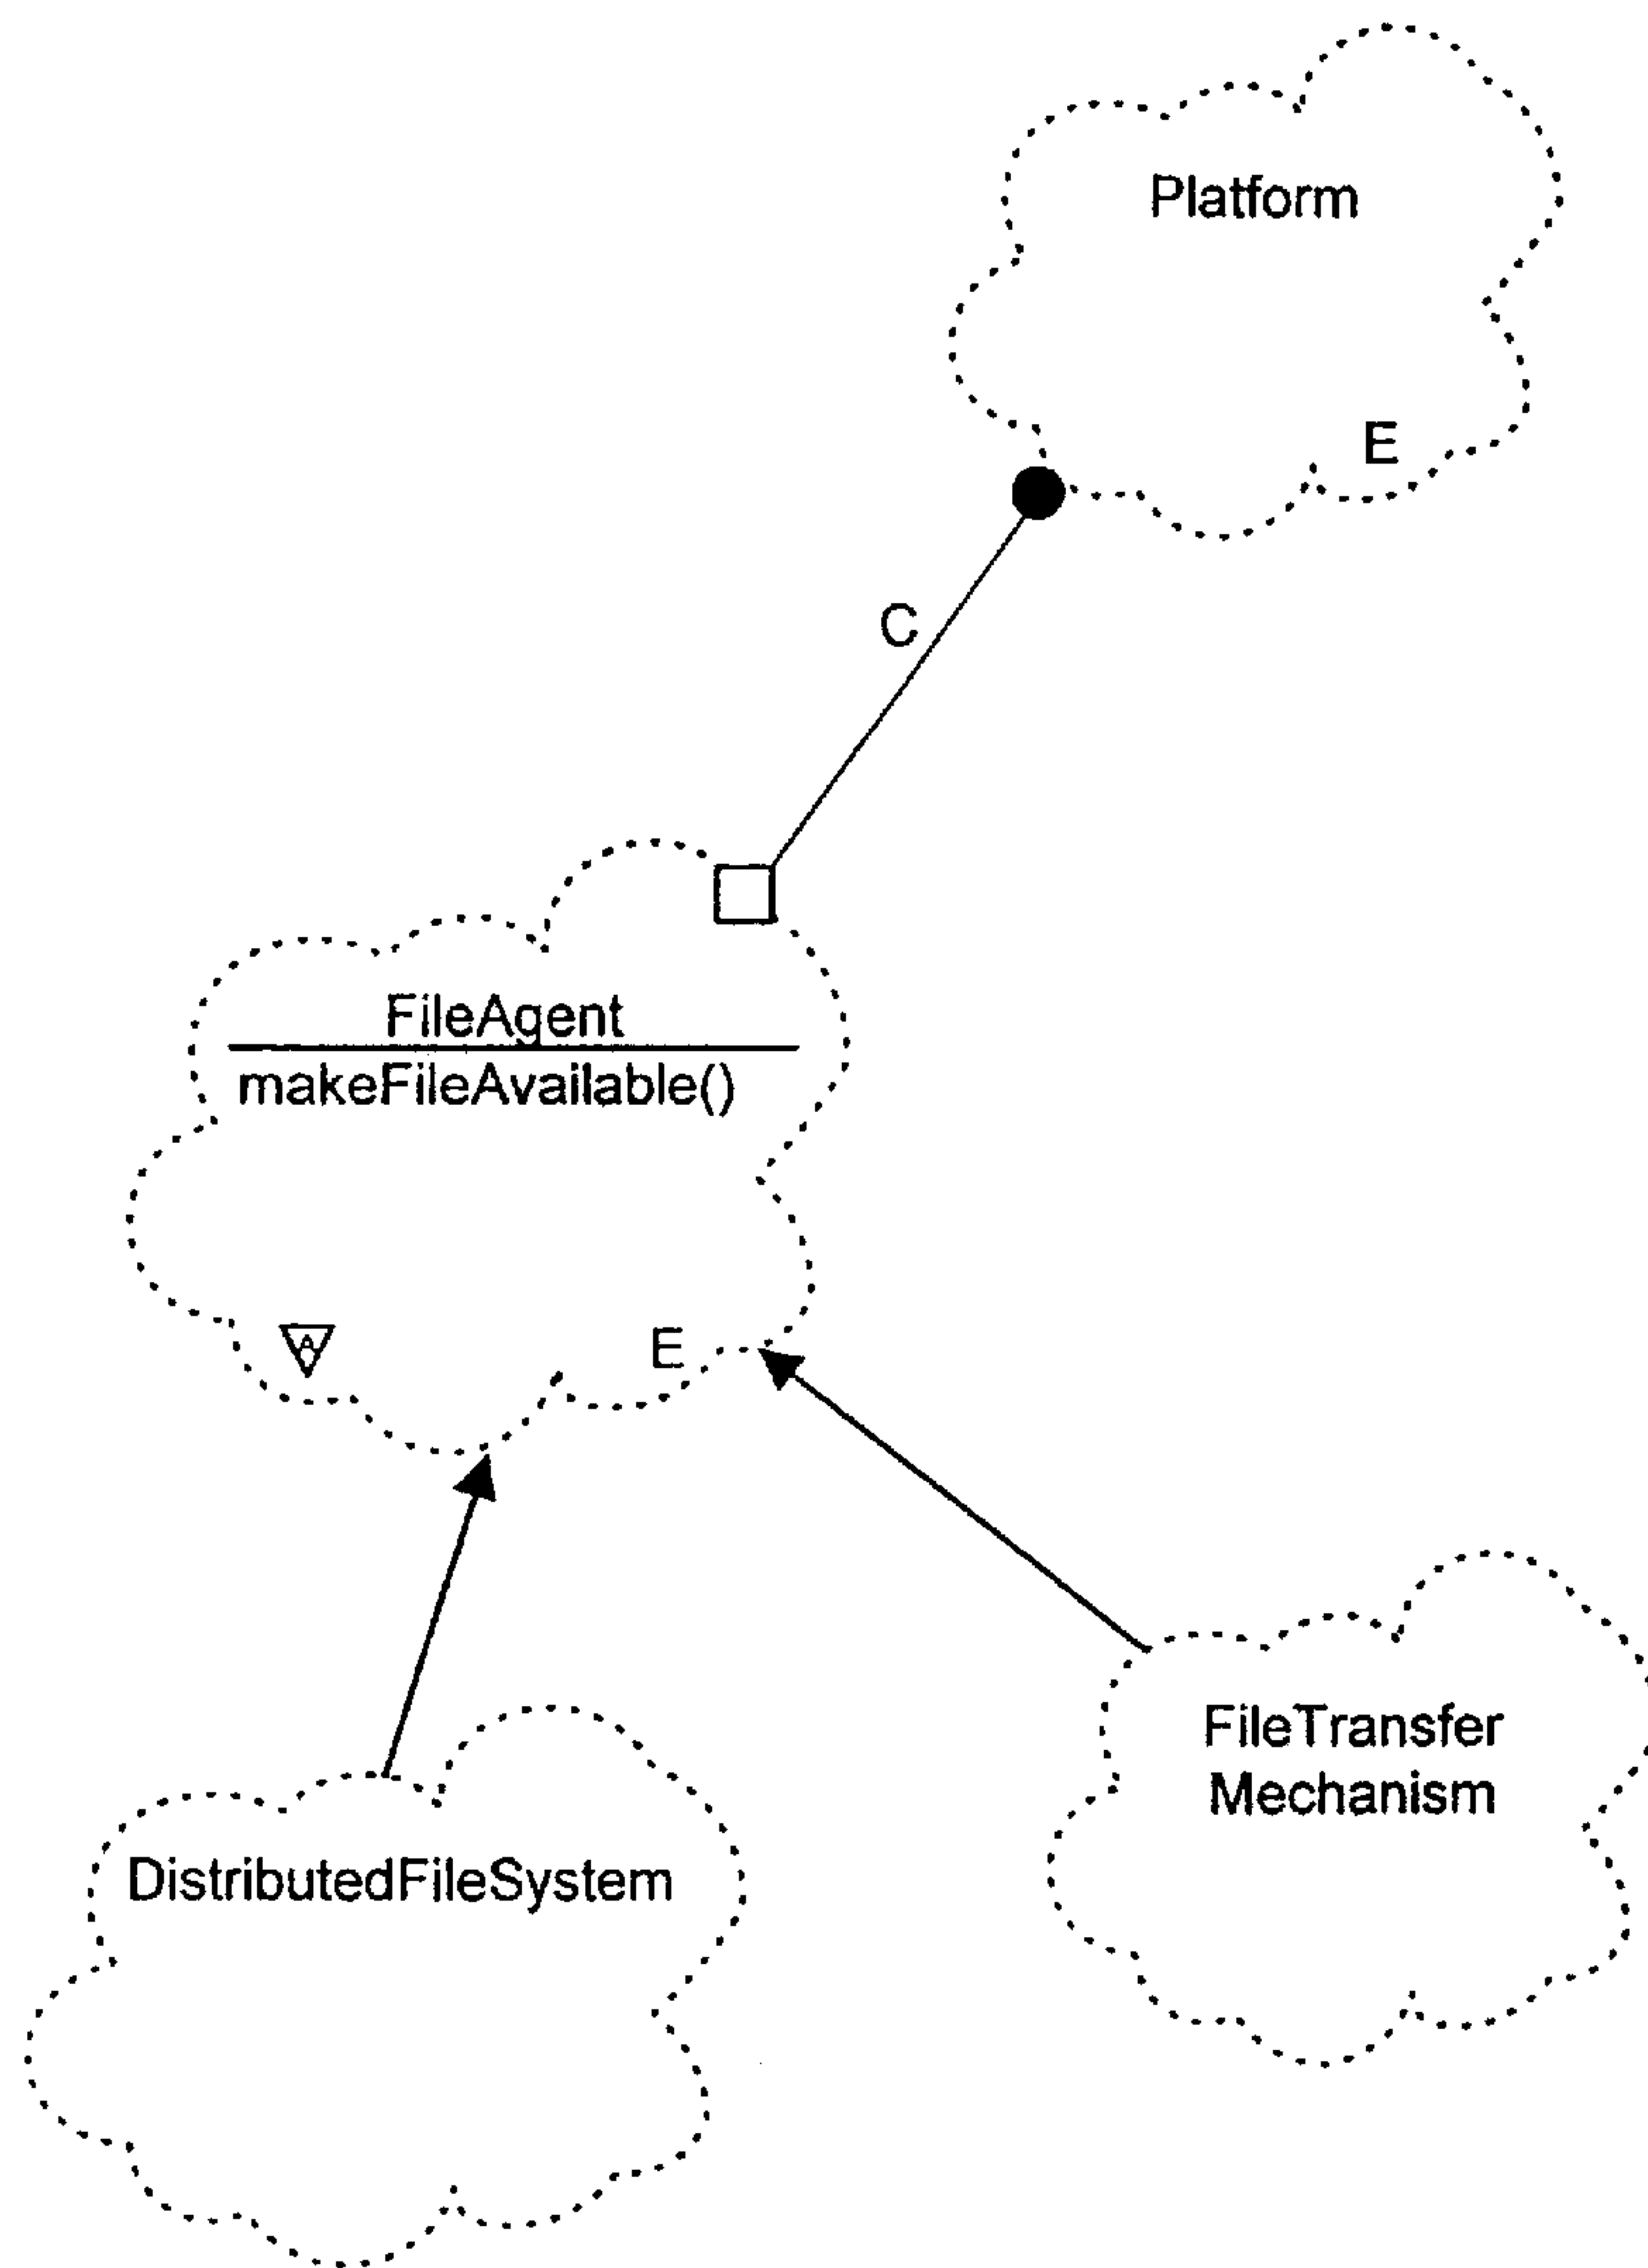 Platform
E
C
FileAgent
makeFileAvailable()
A
E
FileTransfer
Mechanism
DistributedFileSystem